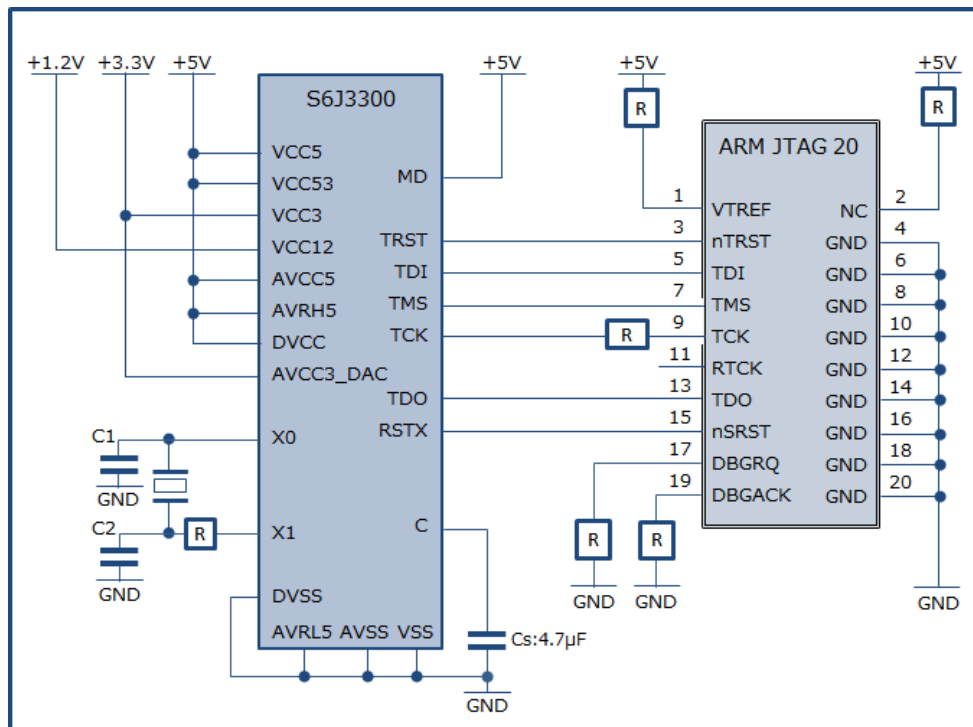 +1.2V +3.3V +5V +5V +5V +5V
S6J3300
R
R
ARM JTAG 20
VCC5
VCC53
MD
VCC3
VCC12
TRST
TDI
AVCC5
TMS
AVRH5
TCK
DVCC
AVCC3_DAC
TDO
RSTX
X0
X1
C
DVSS
AVRL5 AVSS VSS
C1
GND
C2
R
GND
Cs:4.7μF
GND
R
1 VTREF NC 2
3 nTRST GND 4
5 TDI GND 6
7 TMS GND 8
9 TCK GND 10
11 RTCK GND 12
13 TDO GND 14
15 nSRST GND 16
17 DBGRQ GND 18
19 DBGACK GND 20
R R
GND GND GND